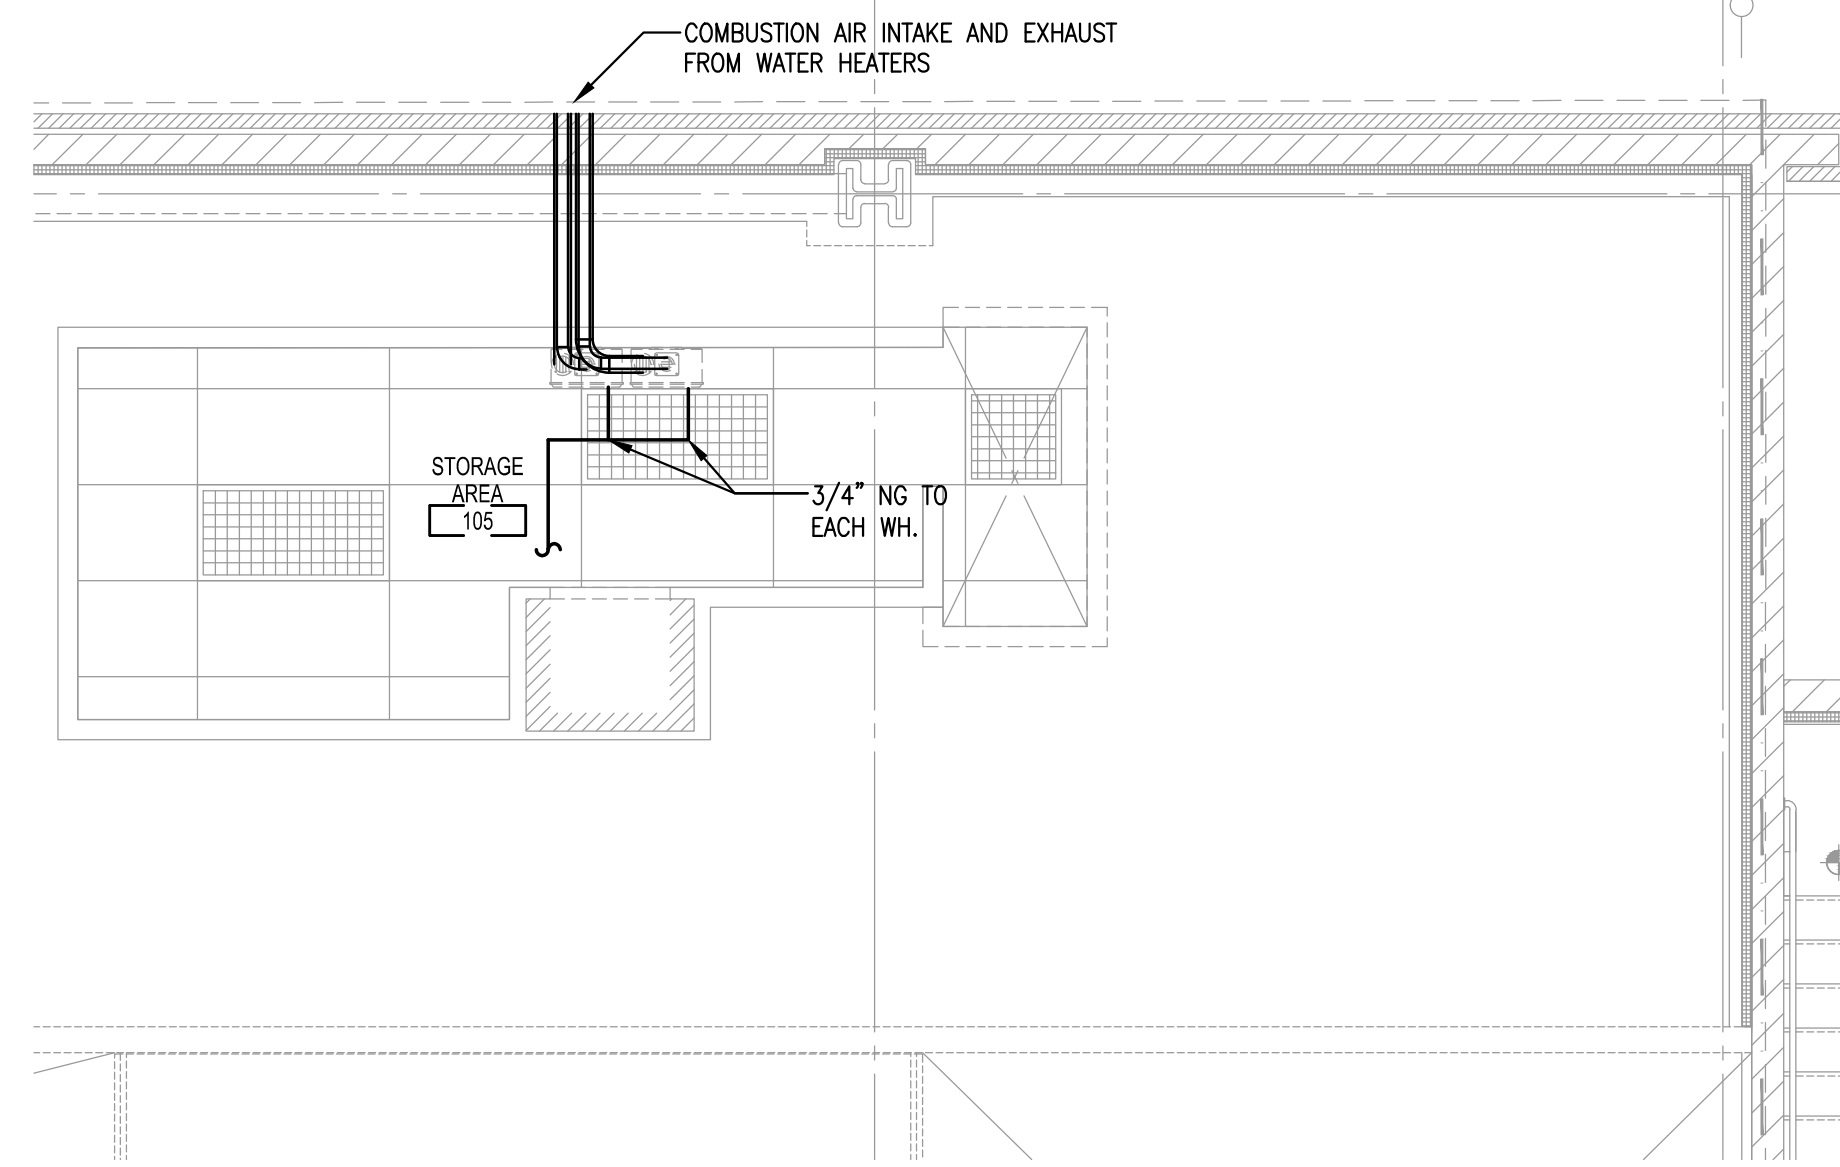 COMBUSTION AIR INTAKE AND EXHAUST
FROM WATER HEATERS
STORAGE
AREA
105
3/4" NG TO
EACH WH.